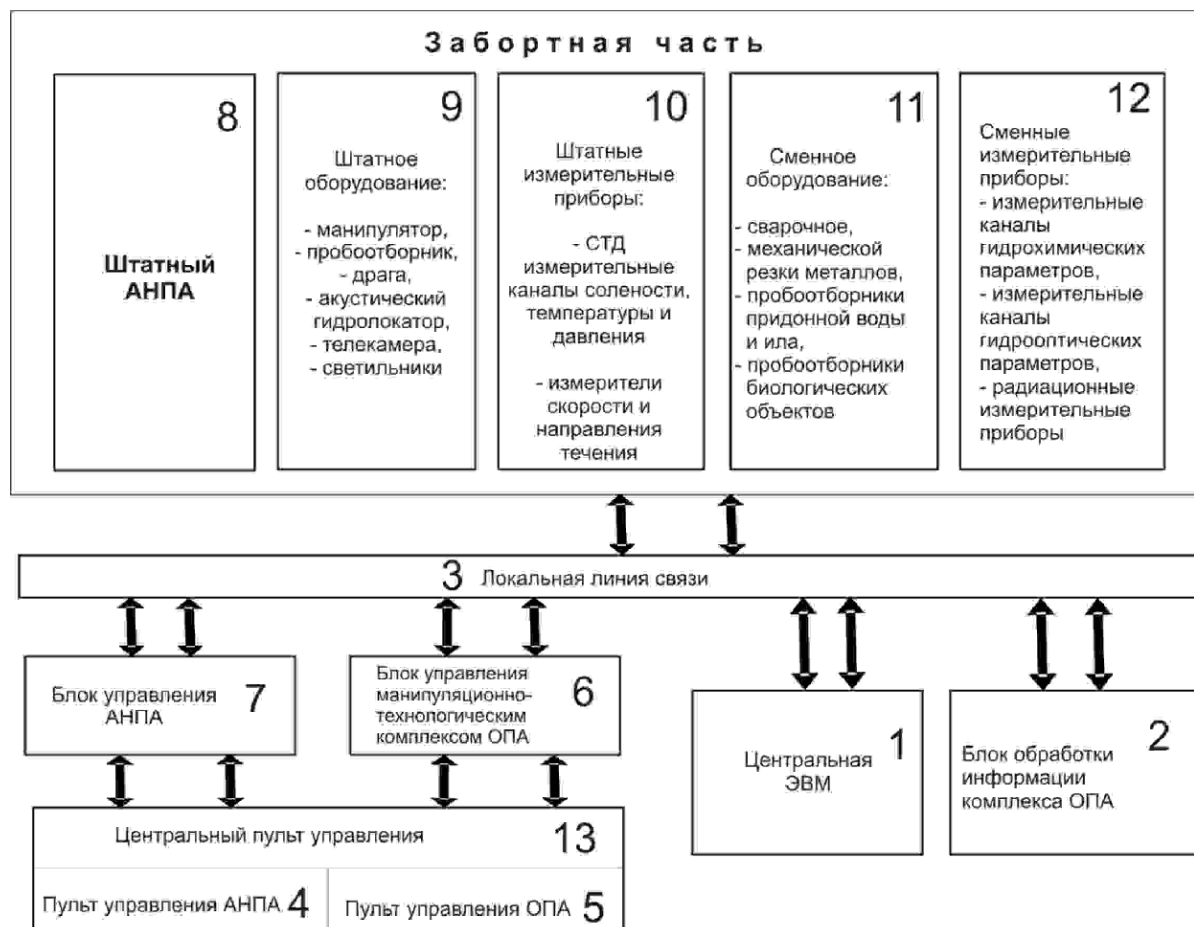 Забортная часть
8
Штатный
АНПА
9
Штатное
оборудование:
- манипулятор,
- пробоотборник,
- драга,
- акустический
гидролокатор,
- телекамера,
- светильники
10
Штатные
измерительные
приборы:
- СТД
измерительные
каналы солености,
температуры и
давления
- измерители
скорости и
направления
течения
11
Сменное
оборудование:
- сварочное,
- механической
резки металлов,
- пробоотборники
придонной воды
и ила,
- пробоотборники
биологических
объектов
12
Сменные
измерительные
приборы:
- измерительные
каналы
гидрохимических
параметров,
- измерительные
каналы
гидрооптических
параметров,
- радиационные
измерительные
приборы
3 Локальная линия связи
Блок управления
АНПА
7
Блок управления
манипуляционно-
технологическим
комплексом ОПА
6
1
Центральная
ЭВМ
2
Блок обработки
информации
комплекса ОПА
Центральный пульт управления 13
Пульт управления АНПА 4
Пульт управления ОПА 5